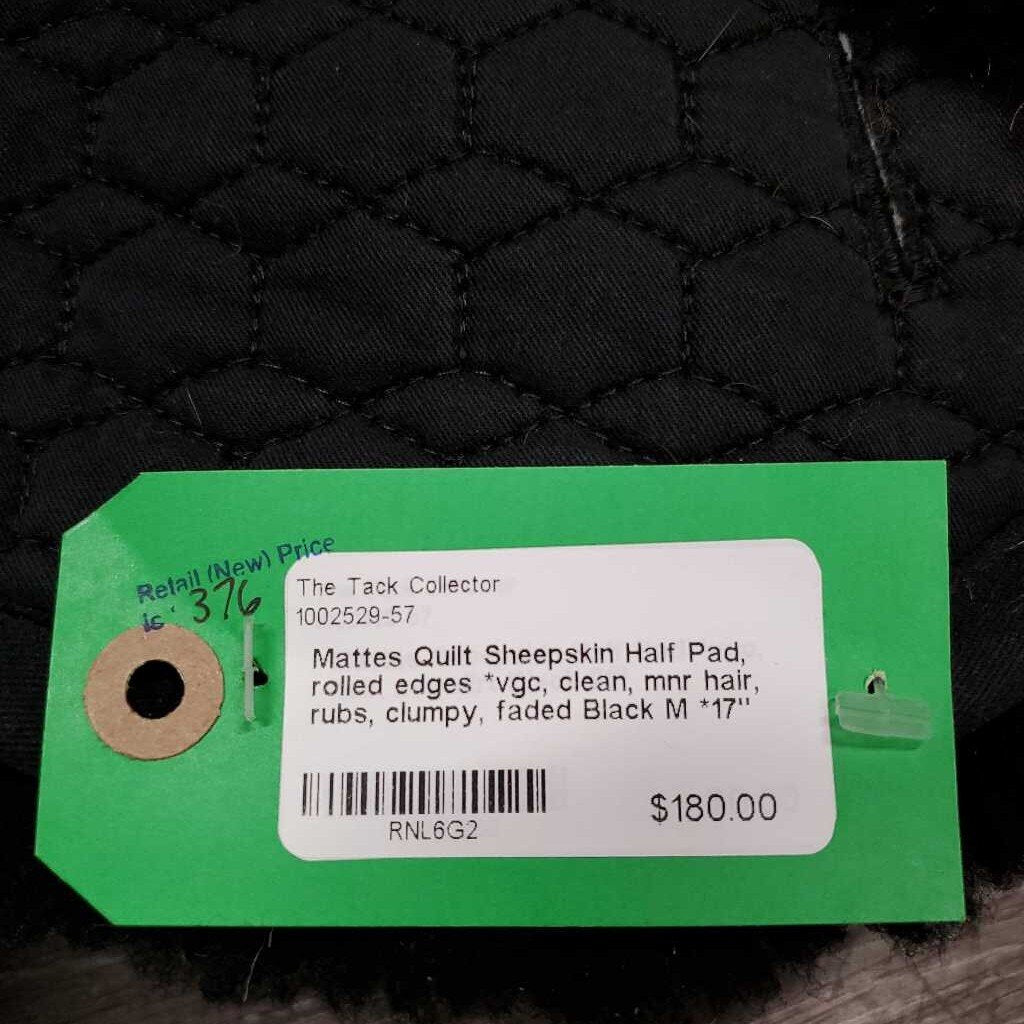 Retail (New) Price
is 376
The Tack Collector
1002529-57
Mattes Quilt Sheepskin Half Pad,
rolled edges *vgc, clean, mnr hair,
rubs, clumpy, faded Black M *17"
RNL6G2
$180.00